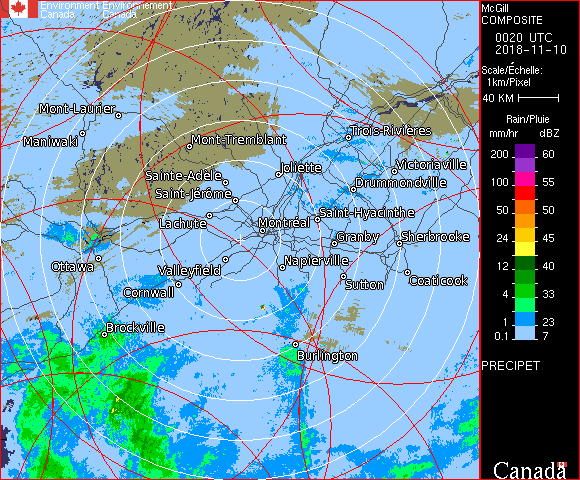 Environment Environnement
Canada Canada
McGill
COMPOSITE
0020 UTC
2018-11-10
Scale/Échelle:
1km/Pixel
40 KM
Rain/Pluie
mm/hr dBZ
200 60
100 55
50 50
24 45
12 40
4 33
1 23
0.1 7
PRECIPET
Canada
Mont-Laurier
Maniwaki
Mont-Tremblant
Trois-Rivières
Joliette
Victoriaville
Sainte-Adèle
Drummondville
Saint-Jérôme
Saint-Hyacinthe
Lachute
Montréal
Granby
Sherbrooke
Ottawa
Valleyfield
Napierville
Coaticook
Sutton
Cornwall
Brockville
Burlington